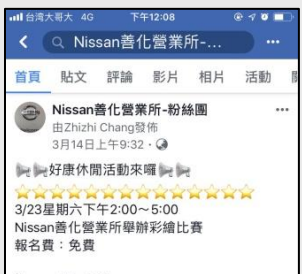 台湾大哥大 4G 下午12:08
Nissan善化營業所-...
首頁 貼文 評論 影片 相片 活動
Nissan善化營業所-粉絲團
由Zhizhi Chang發佈
3月14日上午9:32
好康休閒活動來囉
3/23星期六下午2:00～5:00
Nissan善化營業所舉辦彩繪比賽
報名費：免費